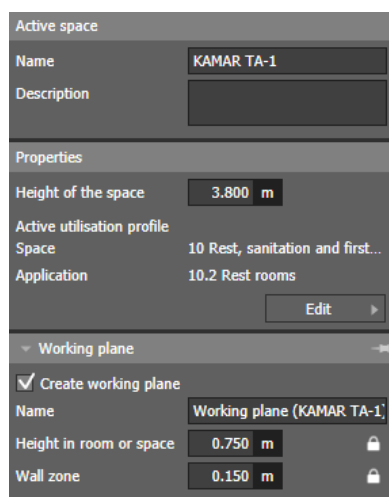 Active space
Name KAMAR TA-1
Description
Properties
Height of the space 3.800 m
Active utilisation profile
Space 10 Rest, sanitation and first...
Application 10.2 Rest rooms
Edit
Working plane
Create working plane
Name Working plane (KAMAR TA-1)
Height in room or space 0.750 m
Wall zone 0.150 m